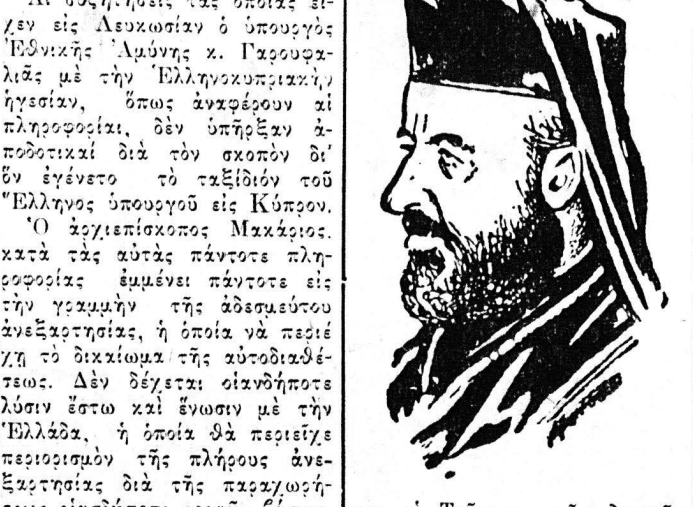 Αἱ συζητήσεις τὰς ὁποίας εἶ-
χεν εἰς Λευκωσίαν ὁ ὑπουργὸς
Ἐθνικῆς Ἀμύνης κ. Γαρουφα-
λιᾶς μὲ τὴν Ἑλληνοκυπριακὴν
ἡγεσίαν, ὅπως ἀναφέρουν αἱ
πληροφορίαι, δὲν ὑπῆρξαν ἀ-
ποδοτικαί διὰ τὸν σκοπὸν δι'
ὃν ἐγένετο τὸ ταξίδιόν τοῦ
Ἕλληνος ὑπουργοῦ εἰς Κύπρον.
Ὁ ἀρχιεπίσκοπος Μακάριος.
κατὰ τὰς αὐτὰς πάντοτε πλη-
ροφορίας ἐμμένει πάντοτε εἰς
τὴν γραμμὴν τῆς ἀδεσμεύτου
ἀνεξαρτησίας, ἡ ὁποία νὰ περιέ
χῃ τὸ δικαίωμα τῆς αὐτοδιαθέ-
σεως. Δὲν δέχεται οἱανδήποτε
λύσιν ἔστω καὶ ἕνωσιν μὲ τὴν
Ἑλλάδα, ἡ ὁποία θὰ περιεῖχε
περιορισμὸν τῆς πλήρους ἀνε-
ξαρτησίας διὰ τῆς παραχωρή-